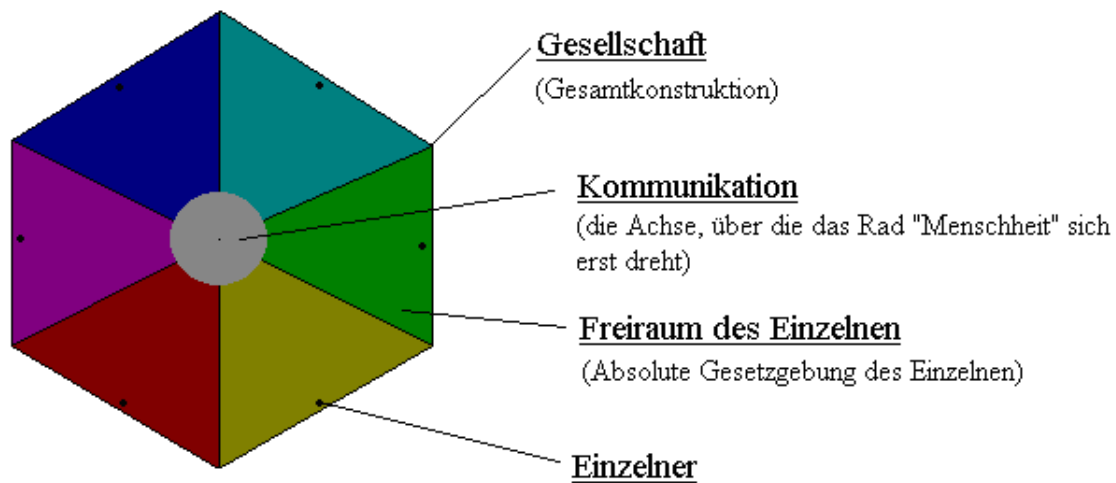 Gesellschaft
(Gesamtkonstruktion)
Kommunikation
(die Achse, über die das Rad "Menschheit" sich
erst dreht)
Freiraum des Einzelnen
(Absolute Gesetzgebung des Einzelnen)
Einzelner